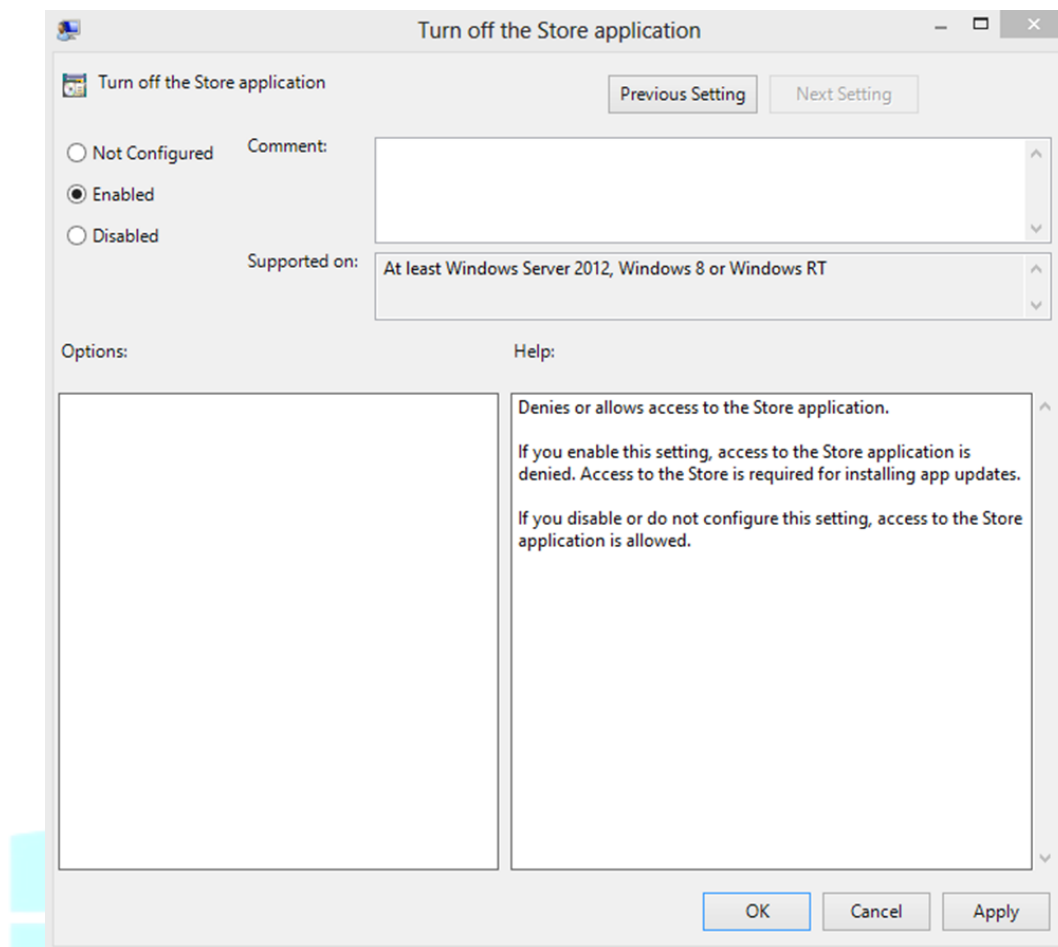 Turn off the Store application
Turn off the Store application
Previous Setting
Next Setting
Not Configured
Comment:
Enabled
Disabled
Supported on:
At least Windows Server 2012, Windows 8 or Windows RT
Options:
Help:
Denies or allows access to the Store application.
If you enable this setting, access to the Store application is
denied. Access to the Store is required for installing app updates.
If you disable or do not configure this setting, access to the Store
application is allowed.
OK
Cancel
Apply